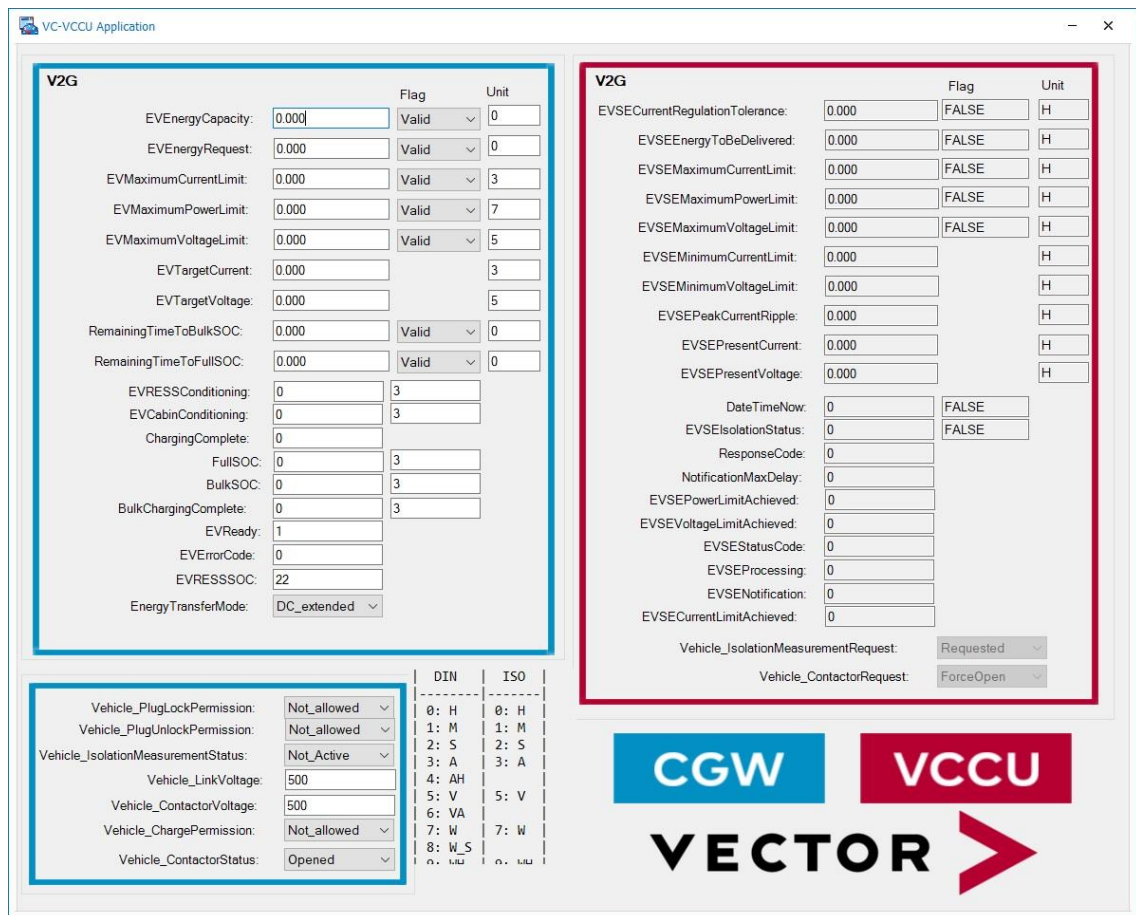 VC-VCCU Application
V2G
Flag Unit
EVEnergyCapacity: 0.000 Valid 0
EVEnergyRequest: 0.000 Valid 0
EVMaximumCurrentLimit: 0.000 Valid 3
EVMaximumPowerLimit: 0.000 Valid 7
EVMaximumVoltageLimit: 0.000 Valid 5
EVTargetCurrent: 0.000 3
EVTargetVoltage: 0.000 5
RemainingTimeToBulkSOC: 0.000 Valid 0
RemainingTimeToFullSOC: 0.000 Valid 0
EVRESSConditioning: 0 3
EVCabinConditioning: 0 3
ChargingComplete: 0
FullSOC: 0 3
BulkSOC: 0 3
BulkChargingComplete: 0 3
EVReady: 1
EVErrorCode: 0
EVRESSSOC: 22
EnergyTransferMode: DC_extended
V2G
Flag Unit
EVSECurrentRegulationTolerance: 0.000 FALSE H
EVSEEnergyToBeDelivered: 0.000 FALSE H
EVSEMaximumCurrentLimit: 0.000 FALSE H
EVSEMaximumPowerLimit: 0.000 FALSE H
EVSEMaximumVoltageLimit: 0.000 FALSE H
EVSEMinimumCurrentLimit: 0.000 H
EVSEMinimumVoltageLimit: 0.000 H
EVSEPeakCurrentRipple: 0.000 H
EVSEPresentCurrent: 0.000 H
EVSEPresentVoltage: 0.000 H
DateTimeNow: 0 FALSE
EVSEIsolationStatus: 0 FALSE
ResponseCode: 0
NotificationMaxDelay: 0
EVSEPowerLimitAchieved: 0
EVSEVoltageLimitAchieved: 0
EVSEStatusCode: 0
EVSEProcessing: 0
EVSENotification: 0
EVSECurrentLimitAchieved: 0
Vehicle_IsolationMeasurementRequest: Requested
Vehicle_ContactorRequest: ForceOpen
Vehicle_PlugLockPermission: Not_allowed
Vehicle_PlugUnlockPermission: Not_allowed
Vehicle_IsolationMeasurementStatus: Not_Active
Vehicle_LinkVoltage: 500
Vehicle_ContactorVoltage: 500
Vehicle_ChargePermission: Not_allowed
Vehicle_ContactorStatus: Opened
| DIN | ISO |
|--------|-------|
| 0: H | 0: H |
| 1: M | 1: M |
| 2: S | 2: S |
| 3: A | 3: A |
| 4: AH | |
| 5: V | 5: V |
| 6: VA | |
| 7: W | 7: W |
| 8: W_S | |
CGW
VCCU
VECTOR